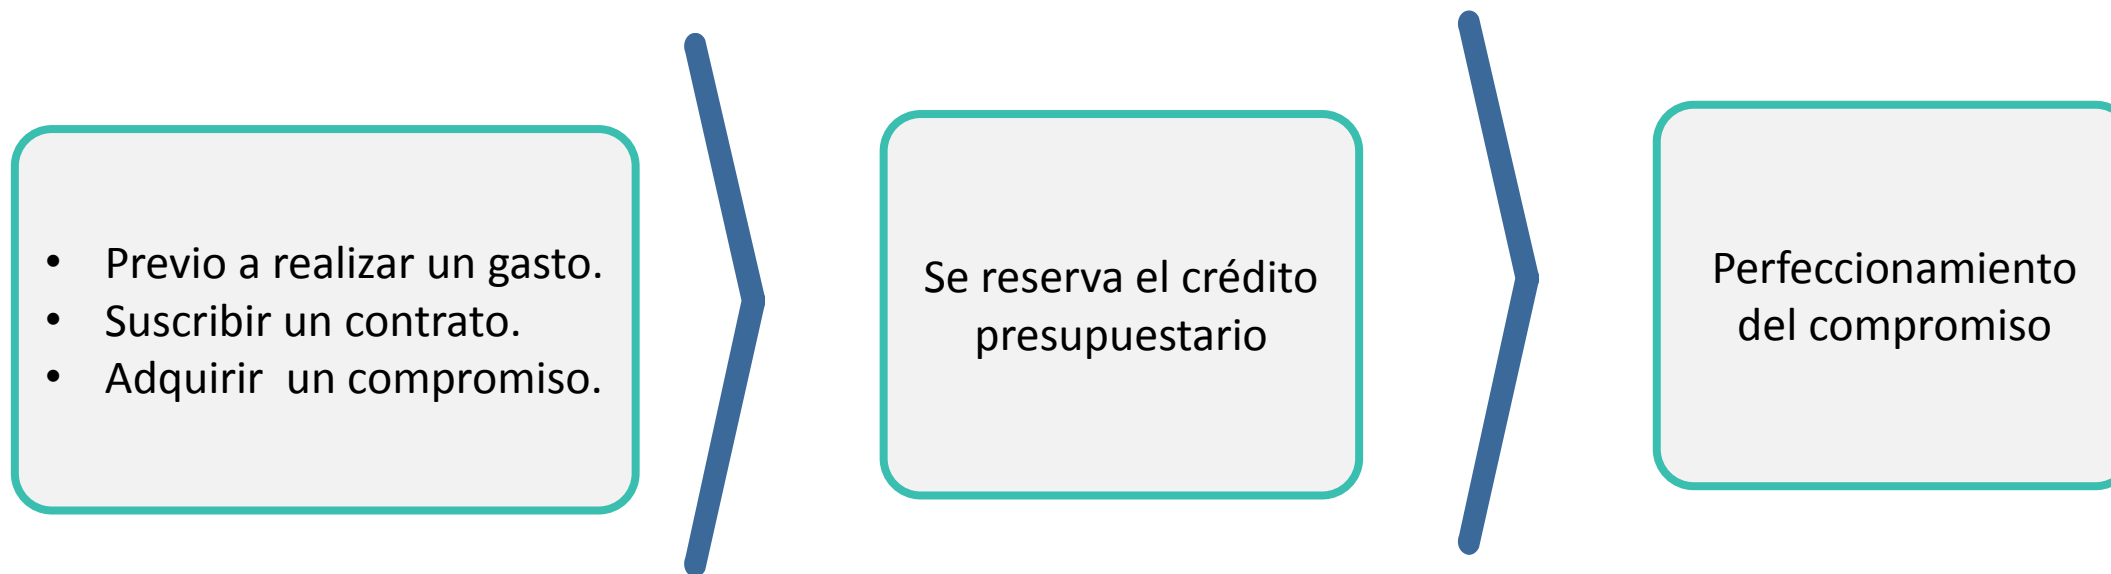 • Previo a realizar un gasto.
• Suscribir un contrato.
• Adquirir  un compromiso.
Se reserva el crédito
presupuestario
Perfeccionamiento
del compromiso